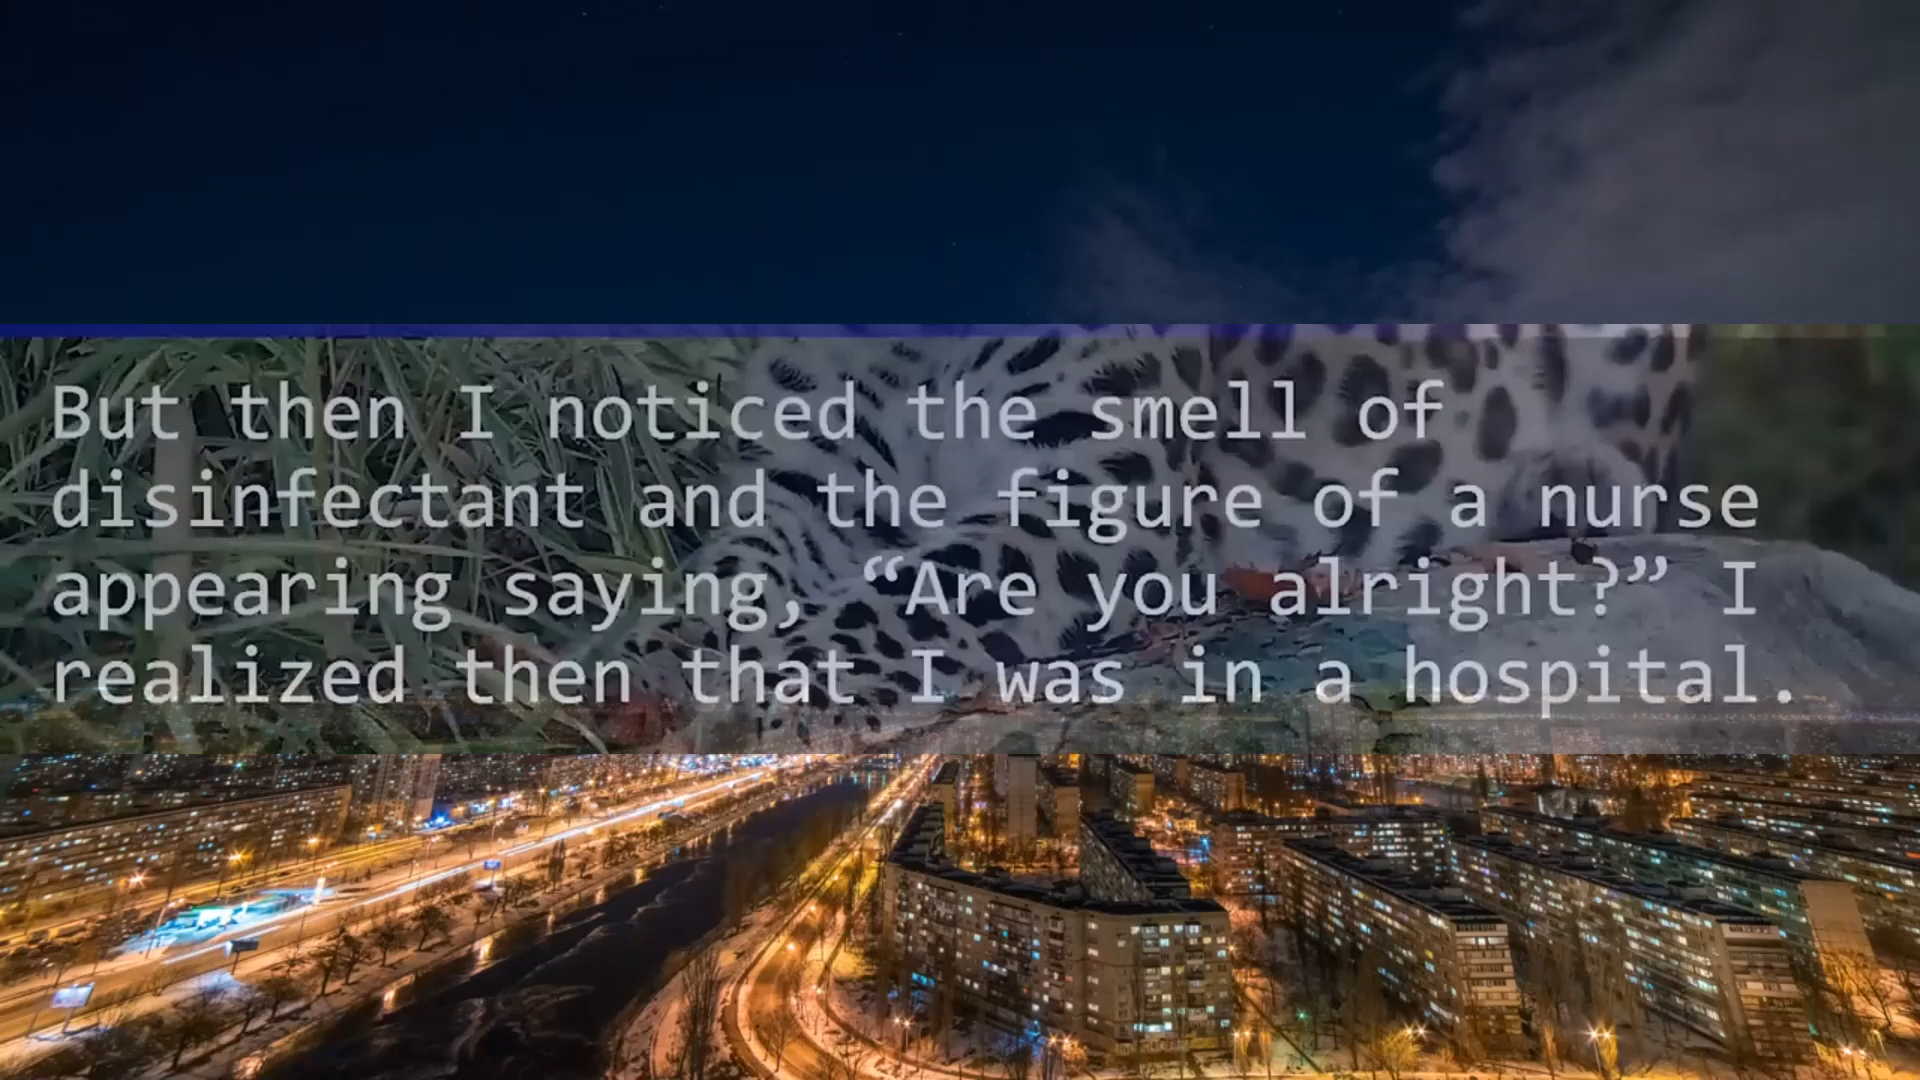 But then I noticed the smell of
disinfectant and the figure of a nurse
appearing saying, “Are you alright?” I
realized then that I was in a hospital.